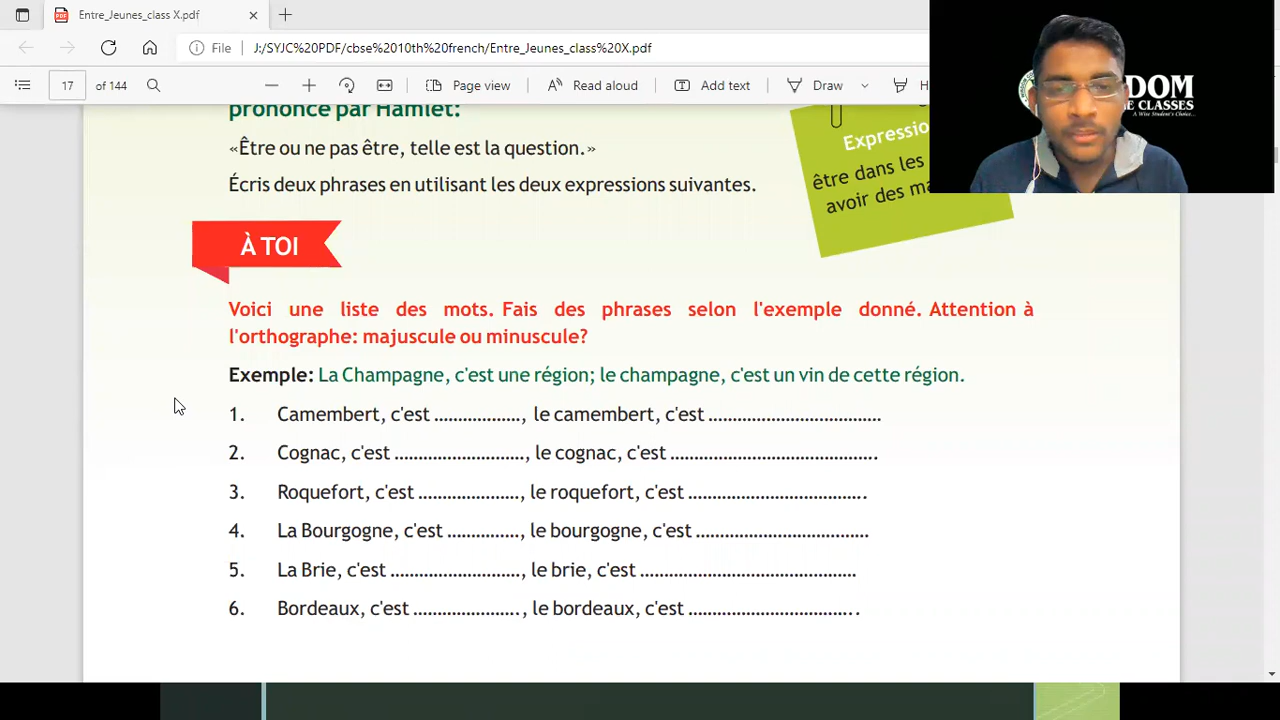 Entre_Jeunes_class X.pdf
File
J:/SYJC%20PDF/cbse%2010th%20french/Entre_Jeunes_class%20X.pdf
17 of 144
Page view
Read aloud
Add text
Draw
A Wise Student's Choice...
prononcé par Hamlet:
«Être ou ne pas être, telle est la question.»
Écris deux phrases en utilisant les deux expressions suivantes.
être dans les
avoir des
À TOI
Voici une liste des mots. Fais des phrases selon l'exemple donné. Attention à
l'orthographe: majuscule ou minuscule?
Exemple: La Champagne, c'est une région; le champagne, c'est un vin de cette région.
1. Camembert, c'est ..................., le camembert, c'est .......................................
2. Cognac, c'est ............................, le cognac, c'est ..............................................
3. Roquefort, c'est ......................, le roquefort, c'est ........................................
4. La Bourgogne, c'est ..............., le bourgogne, c'est .......................................
5. La Brie, c'est ............................, le brie, c'est ................................................
6. Bordeaux, c'est ......................., le bordeaux, c'est ......................................